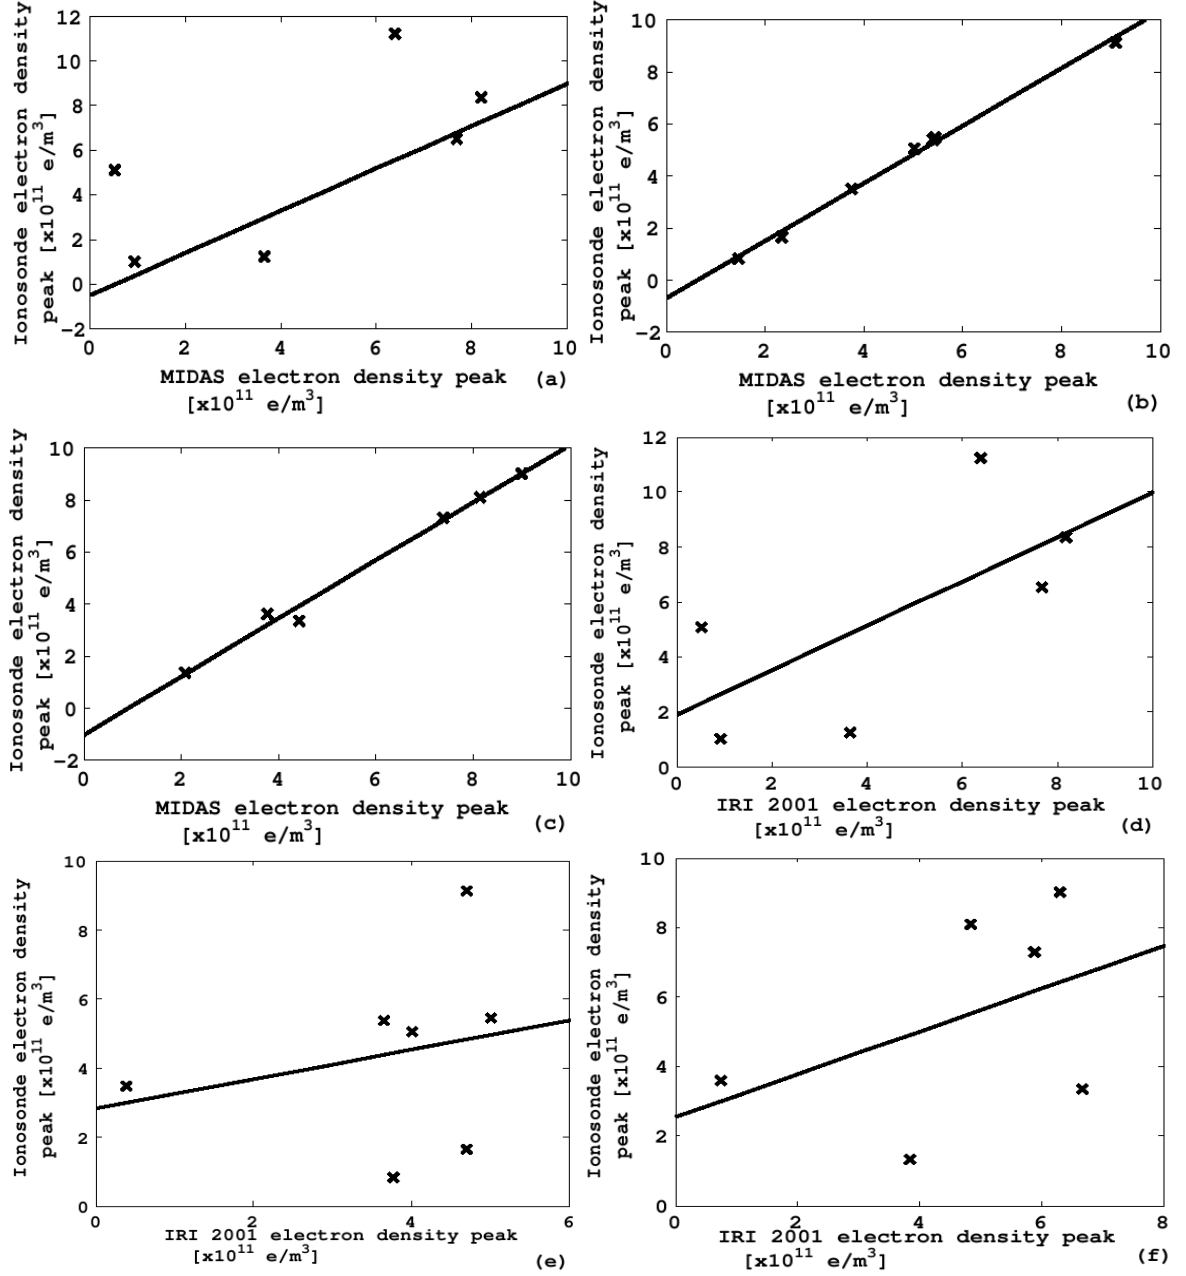 Ionosonde electron density
peak [x10^11 e/m^3]
12
10
8
6
4
2
0
−2
0 2 4 6 8 10
MIDAS electron density peak (a)
[x10^11 e/m^3]
Ionosonde electron density
peak [x10^11 e/m^3]
10
8
6
4
2
0
−2
0 2 4 6 8 10
MIDAS electron density peak
[x10^11 e/m^3] (b)
Ionosonde electron density
peak [x10^11 e/m^3]
10
8
6
4
2
0
−2
0 2 4 6 8 10
MIDAS electron density peak
[x10^11 e/m^3] (c)
Ionosonde electron density
peak [x10^11 e/m^3]
12
10
8
6
4
2
0
0 2 4 6 8 10
IRI 2001 electron density peak
[x10^11 e/m^3] (d)
Ionosonde electron density
peak [x10^11 e/m^3]
10
8
6
4
2
0
0 2 4 6
IRI 2001 electron density peak
[x10^11 e/m^3] (e)
Ionosonde electron density
peak [x10^11 e/m^3]
10
8
6
4
2
0
0 2 4 6 8
IRI 2001 electron density peak
[x10^11 e/m^3] (f)